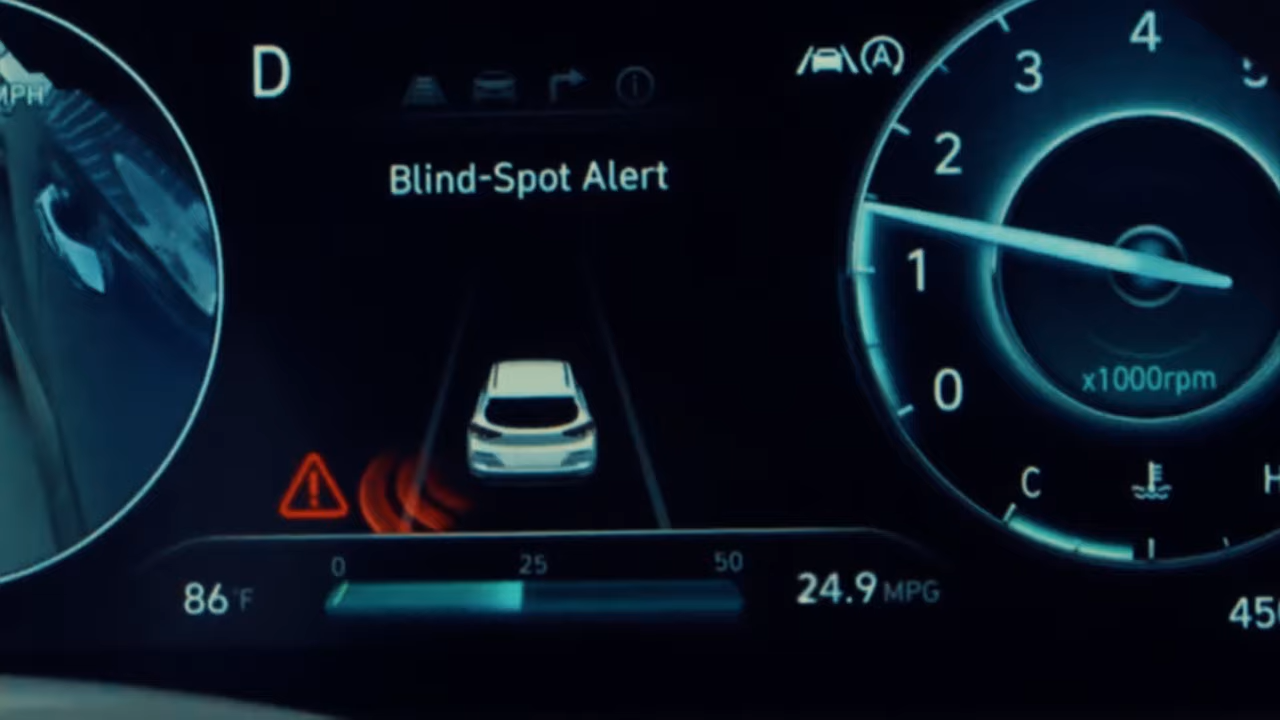 MPH
D
A
Blind-Spot Alert
4
3
2
1
0
x1000rpm
C
H
0 25 50
86 °F
24.9 MPG